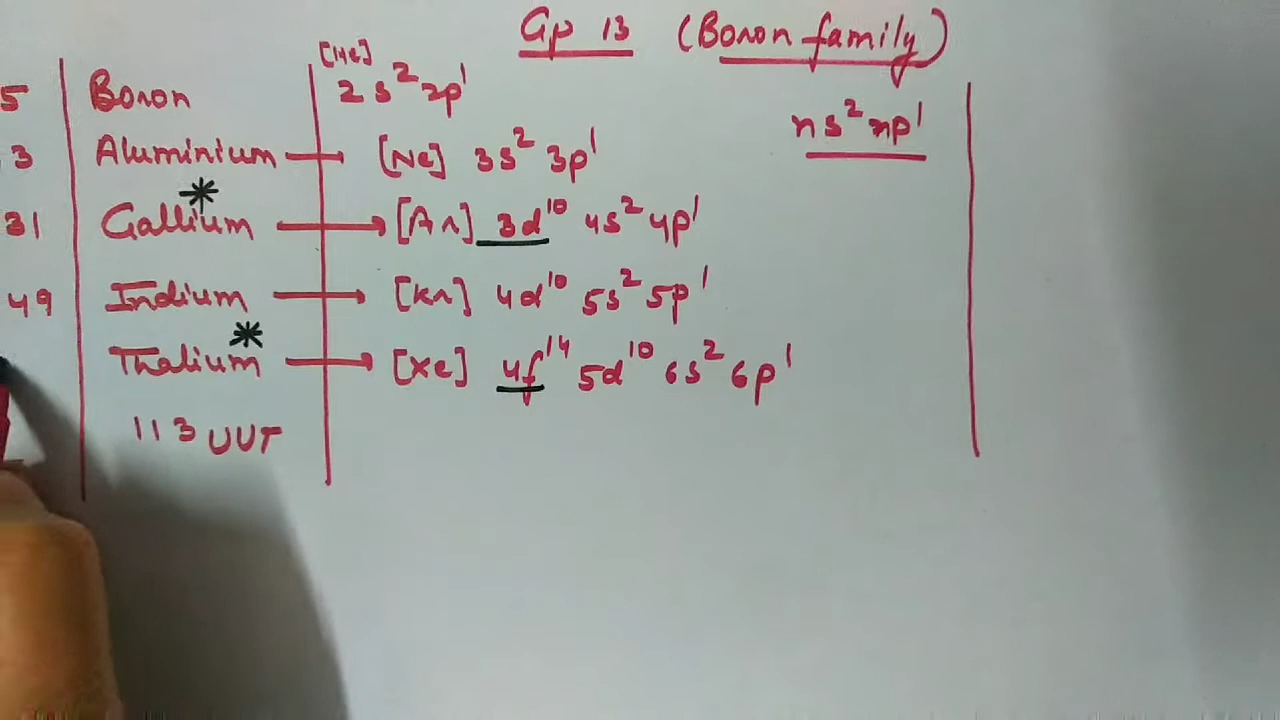 Gp 13 (Boron family)
5 Boron [He] 2s² 2p¹
ns² np¹
3 Aluminium [Ne] 3s² 3p¹
*
31 Gallium [Ar] 3d¹⁰ 4s² 4p¹
49 Indium [Kr] 4d¹⁰ 5s² 5p¹
*
Thalium [Xe] 4f¹⁴ 5d¹⁰ 6s² 6p¹
113 UUT